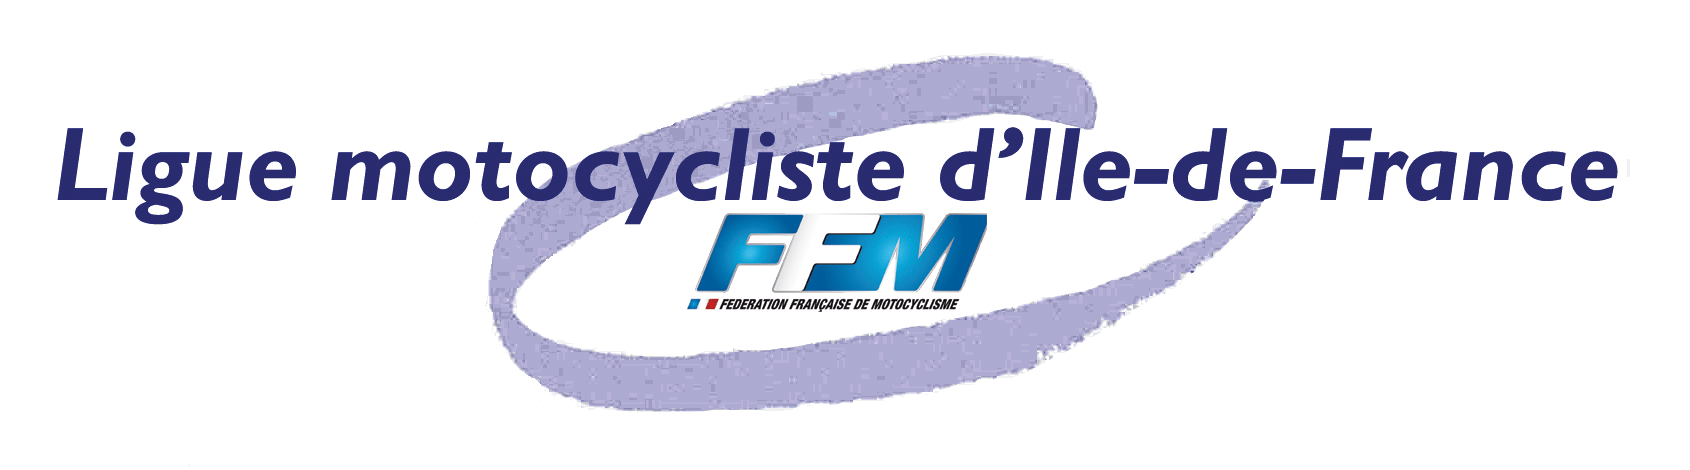 Ligue motocycliste d’Ile-de-France
FFM
FEDERATION FRANÇAISE DE MOTOCYCLISME